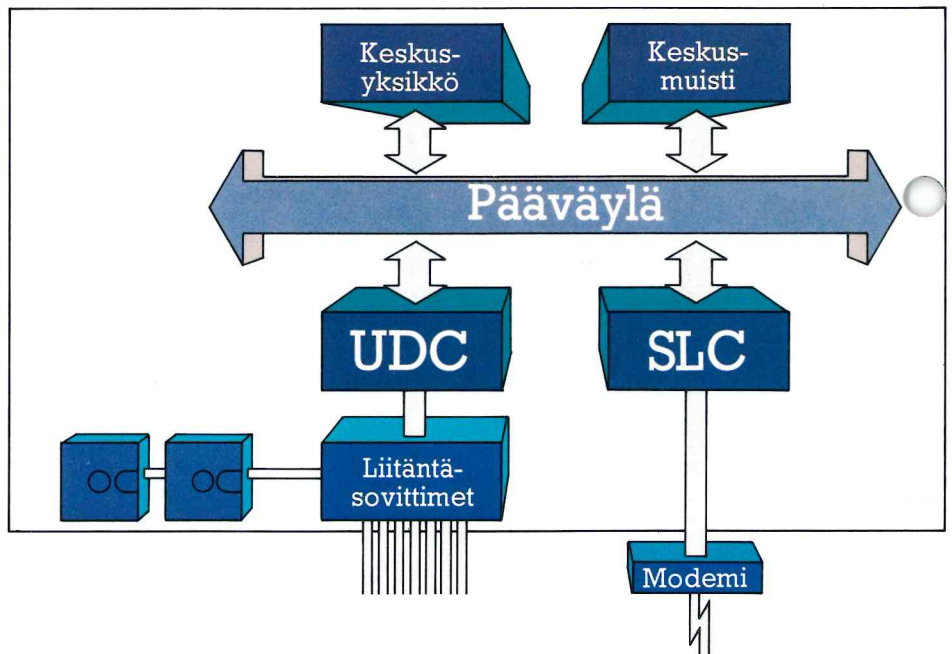 Keskus-
yksikkö
Keskus-
muisti
Pääväylä
UDC
SLC
Liitäntä-
sovittimet
Modemi